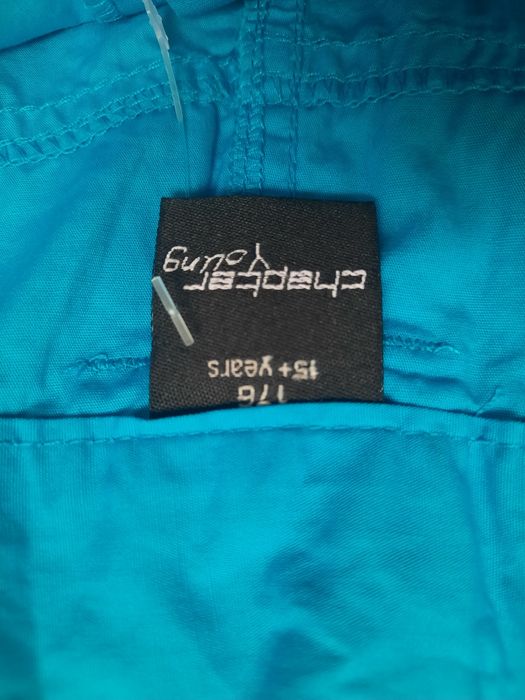 chapter
young
176
15+ years